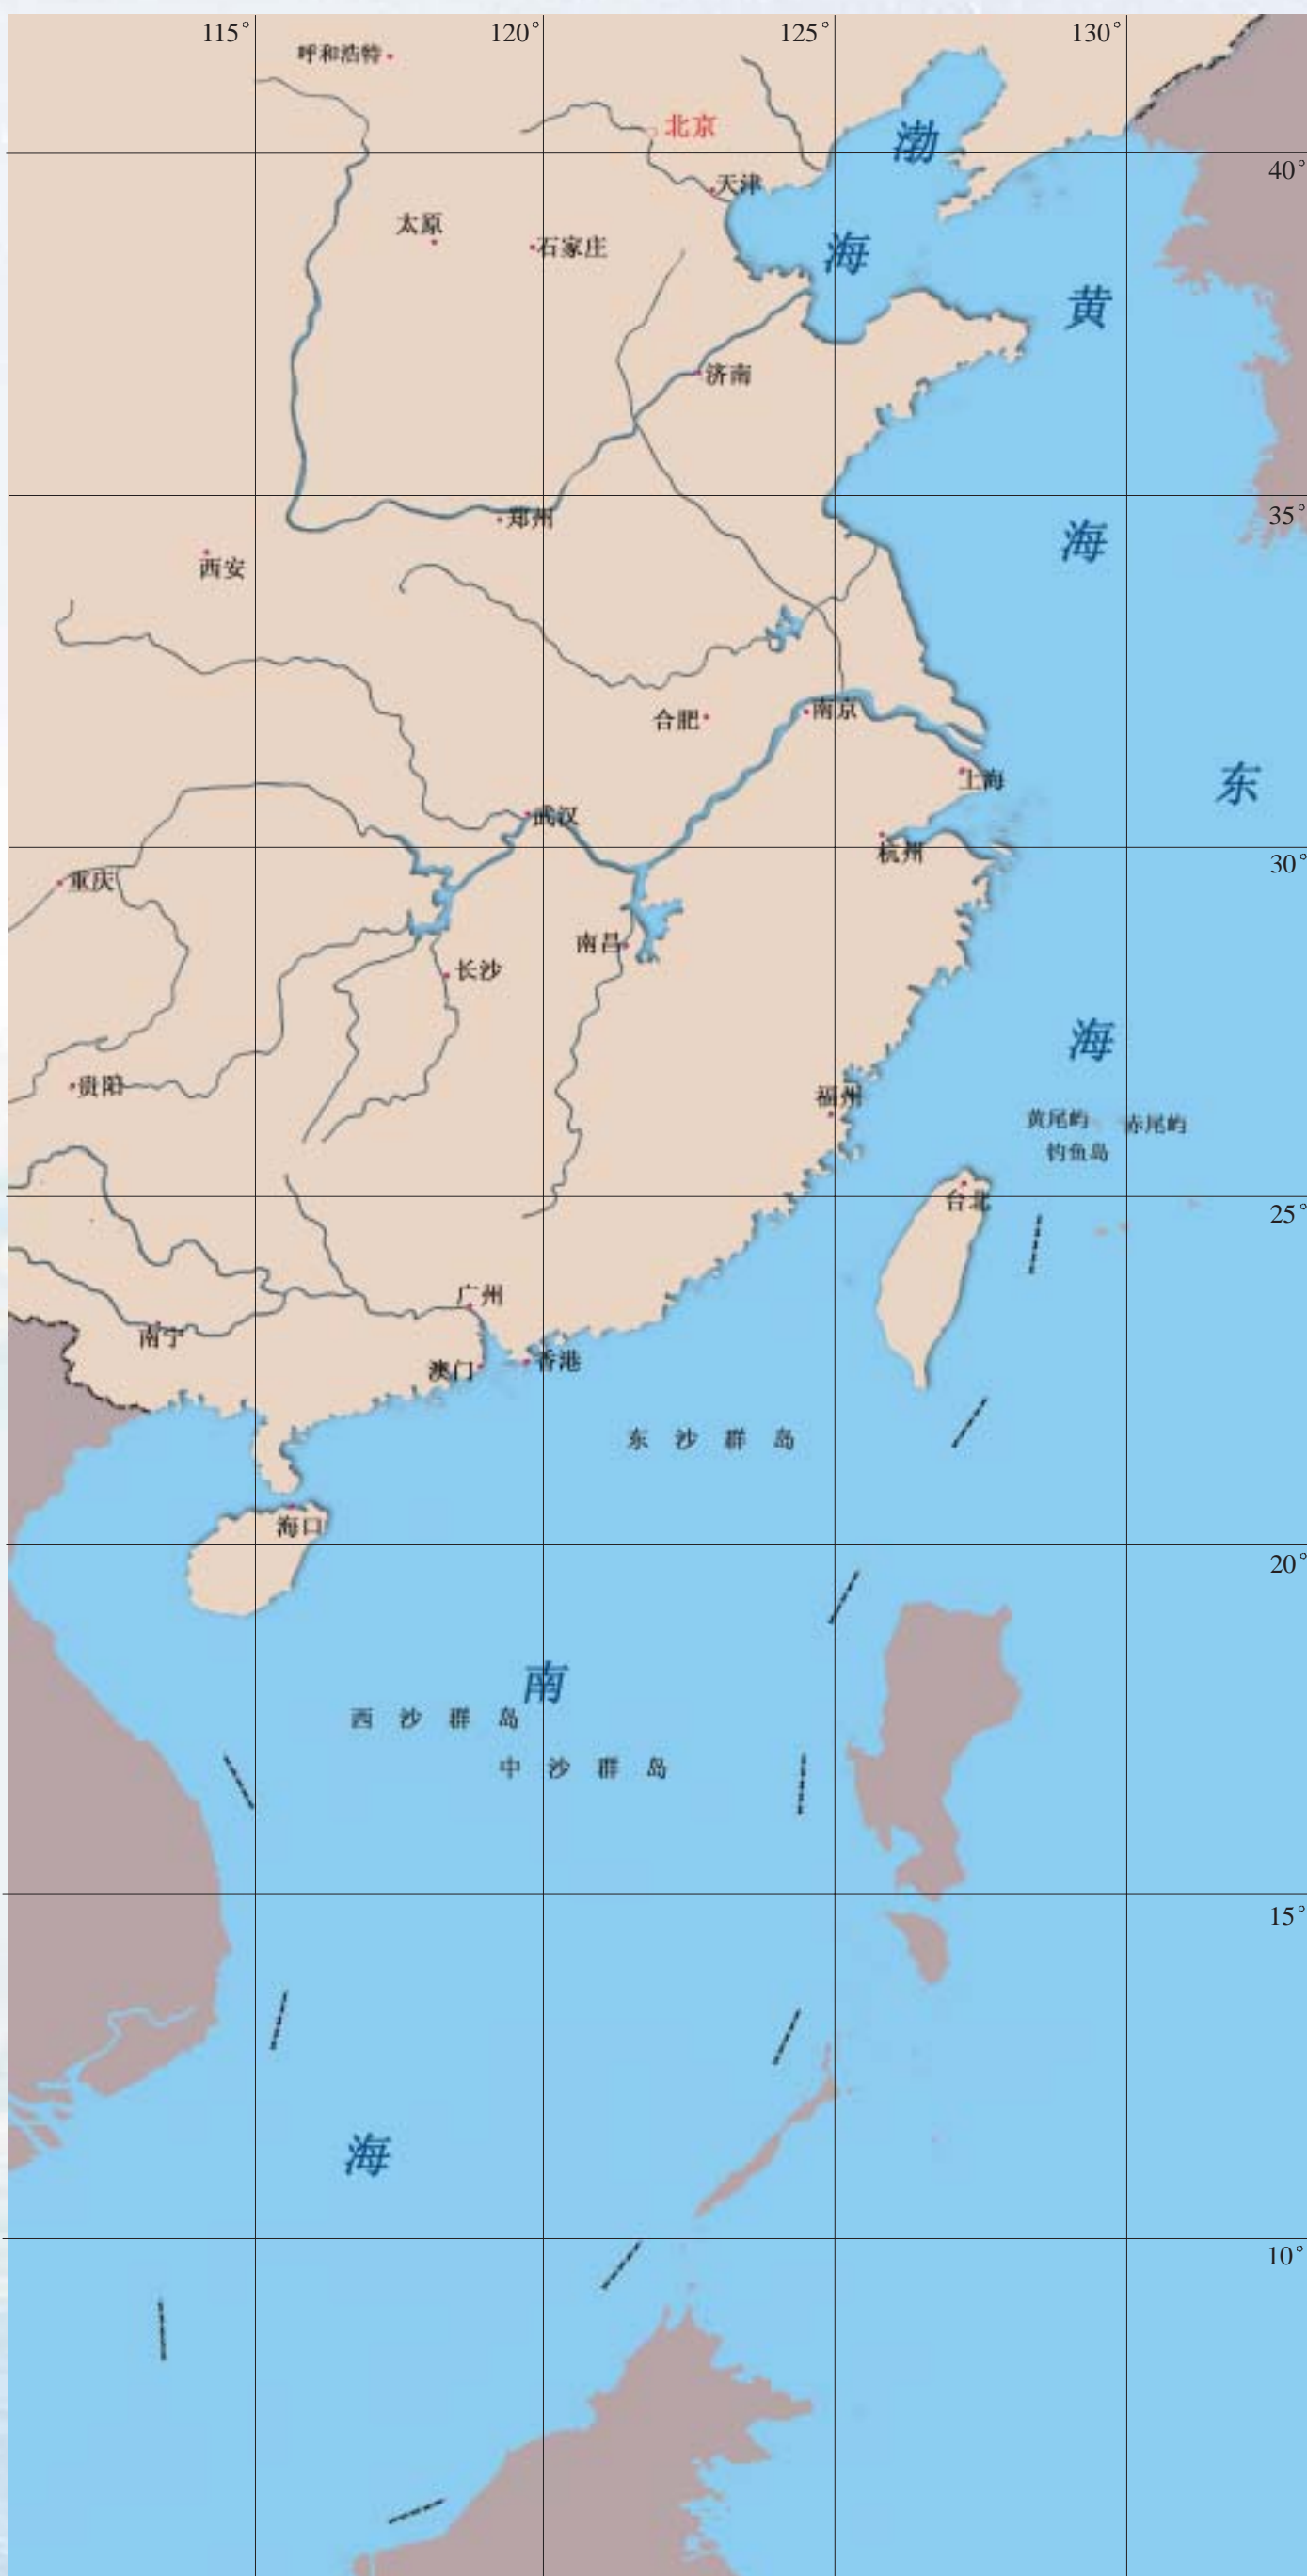 115°
120°
125°
130°
呼和浩特
北京
渤
40°
天津
太原
石家庄
海
黄
济南
35°
郑州
海
西安
合肥
南京
上海
东
武汉
杭州
30°
重庆
南昌
长沙
海
贵阳
福州
黄尾屿
赤尾屿
钓鱼岛
台北
25°
广州
南宁
澳门
香港
东沙群岛
海口
20°
南
西沙群岛
中沙群岛
15°
海
10°